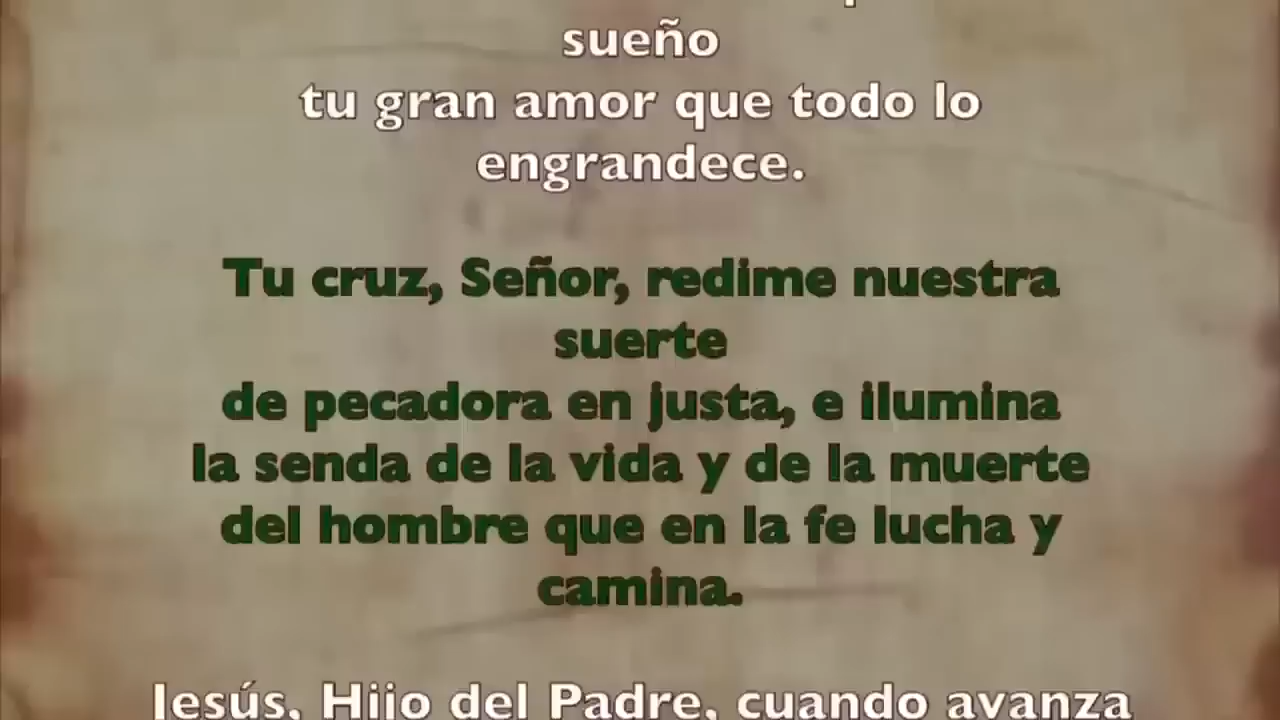 sueño
tu gran amor que todo lo
engrandece.
Tu cruz, Señor, redime nuestra
suerte
de pecadora en justa, e ilumina
la senda de la vida y de la muerte
del hombre que en la fe lucha y
camina.
Jesús, Hijo del Padre, cuando avanza